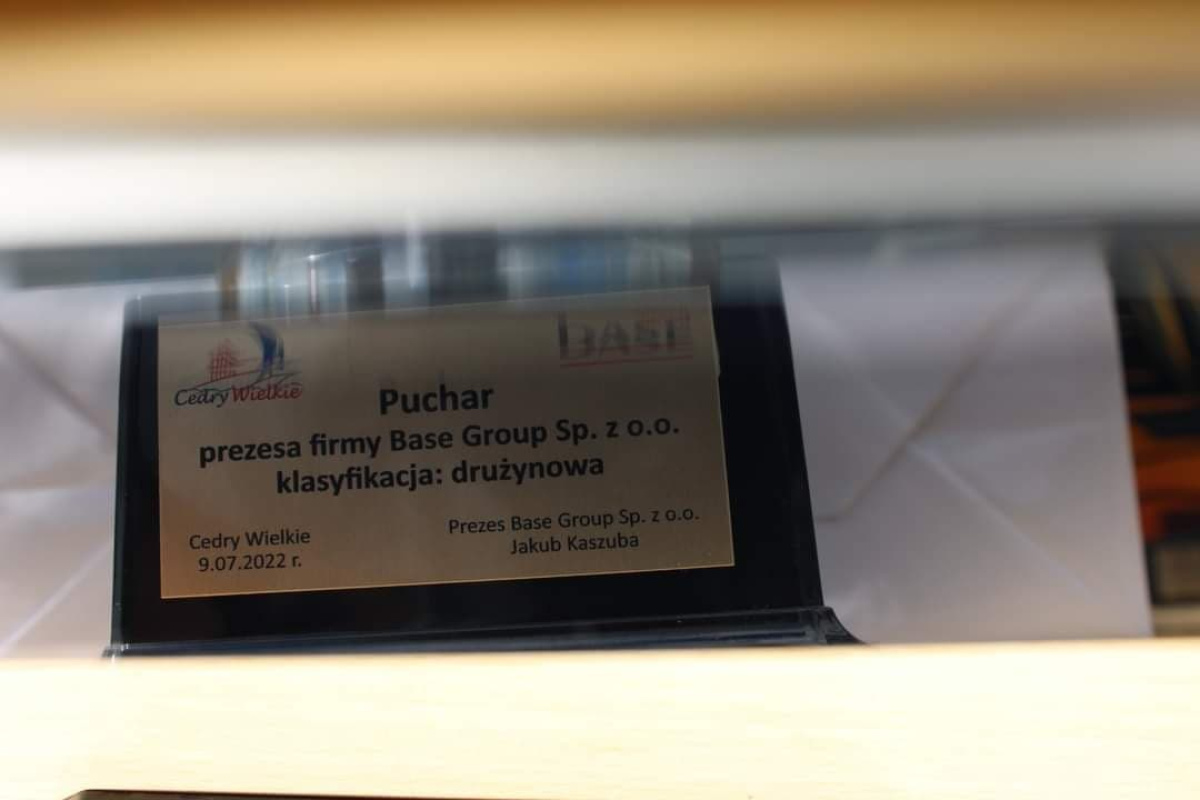 Cedry Wielkie
BASE
Puchar
prezesa firmy Base Group Sp. z o.o.
klasyfikacja: drużynowa
Cedry Wielkie
9.07.2022 r.
Prezes Base Group Sp. z o.o.
Jakub Kaszuba